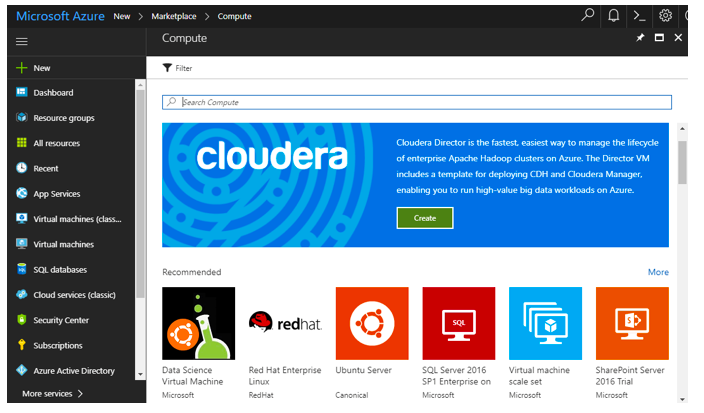 Microsoft Azure New > Marketplace > Compute
Compute
New
Filter
Dashboard
Resource groups
All resources
Recent
App Services
Virtual machines (class...
Virtual machines
SQL databases
Cloud services (classic)
Security Center
Subscriptions
Azure Active Directory
More services >
Search Compute
cloudera
Cloudera Director is the fastest, easiest way to manage the lifecycle
of enterprise Apache Hadoop clusters on Azure. The Director VM
includes a template for deploying CDH and Cloudera Manager,
enabling you to run high-value big data workloads on Azure.
Create
Recommended
More
redhat.
SQL
Data Science
Virtual Machine
Microsoft
Red Hat Enterprise
Linux
RedHat
Ubuntu Server
Canonical
SQL Server 2016
SP1 Enterprise on
Microsoft
Virtual machine
scale set
Microsoft
SharePoint Server
2016 Trial
Microsoft